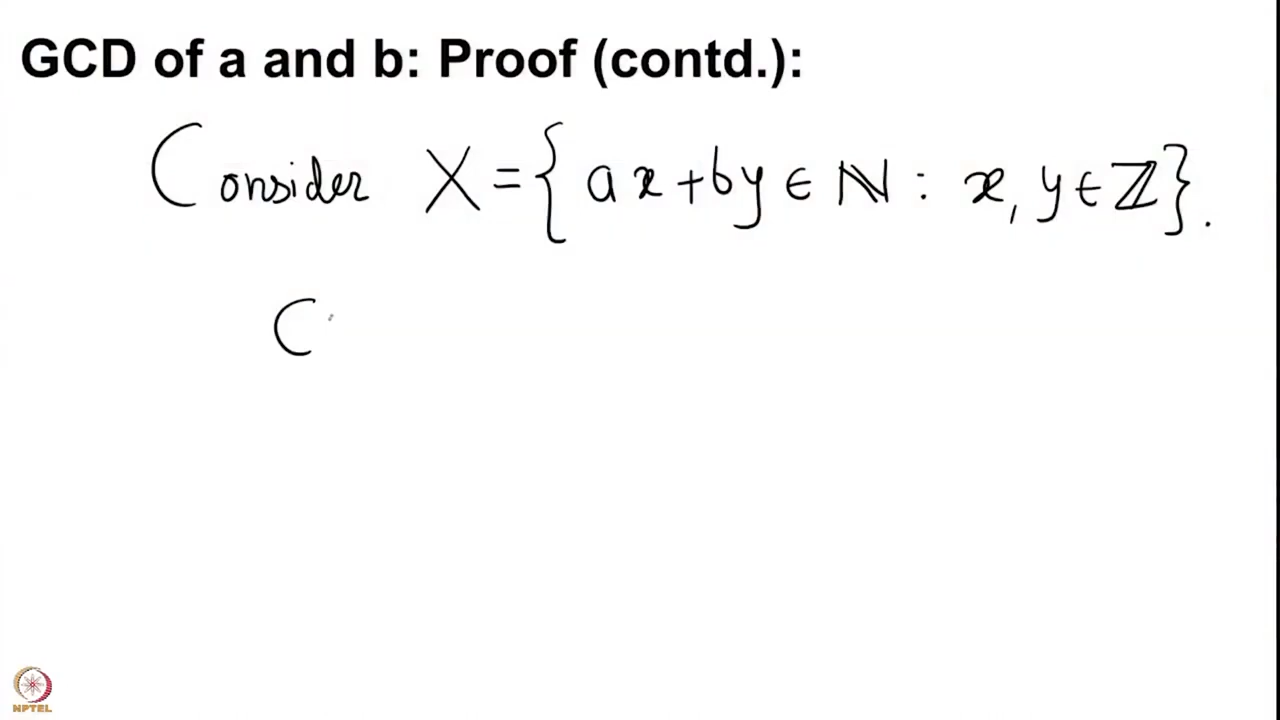 GCD of a and b: Proof (contd.):
Consider X = { ax + by ∈ ℕ : x, y ∈ ℤ }.
C
NPTEL